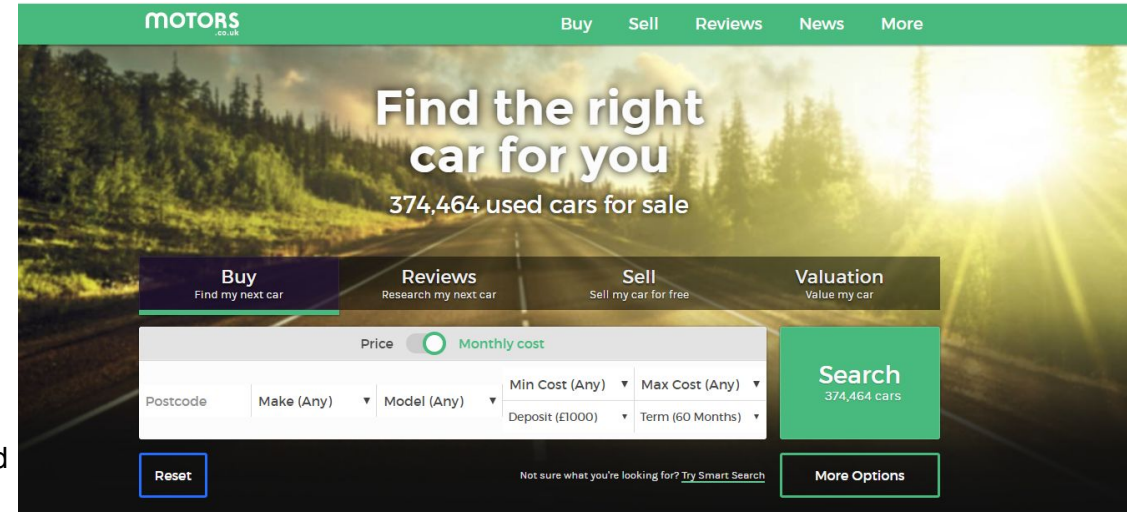 MOTORS
.co.uk
Buy Sell Reviews News More
Find the right
car for you
374,464 used cars for sale
Buy
Find my next car
Reviews
Research my next car
Sell
Sell my car for free
Valuation
Value my car
Price Monthly cost
Postcode
Make (Any) ▼
Model (Any) ▼
Min Cost (Any) ▼ Max Cost (Any) ▼
Deposit (£1000) ▼ Term (60 Months) ▼
Search
374,464 cars
d
Reset
Not sure what you're looking for? Try Smart Search
More Options